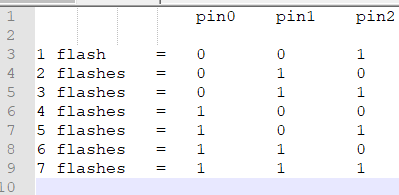 1 pin0 pin1 pin2
2
3 1 flash = 0 0 1
4 2 flashes = 0 1 0
5 3 flashes = 0 1 1
6 4 flashes = 1 0 0
7 5 flashes = 1 0 1
8 6 flashes = 1 1 0
9 7 flashes = 1 1 1
10